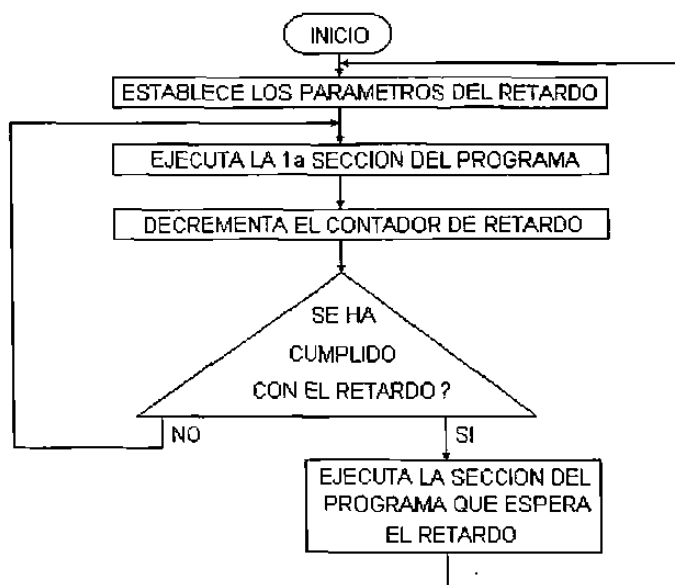 INICIO
ESTABLECE LOS PARAMETROS DEL RETARDO
EJECUTA LA 1a SECCION DEL PROGRAMA
DECREMENTA EL CONTADOR DE RETARDO
SE HA
CUMPLIDO
CON EL RETARDO ?
NO
SI
EJECUTA LA SECCION DEL
PROGRAMA QUE ESPERA
EL RETARDO